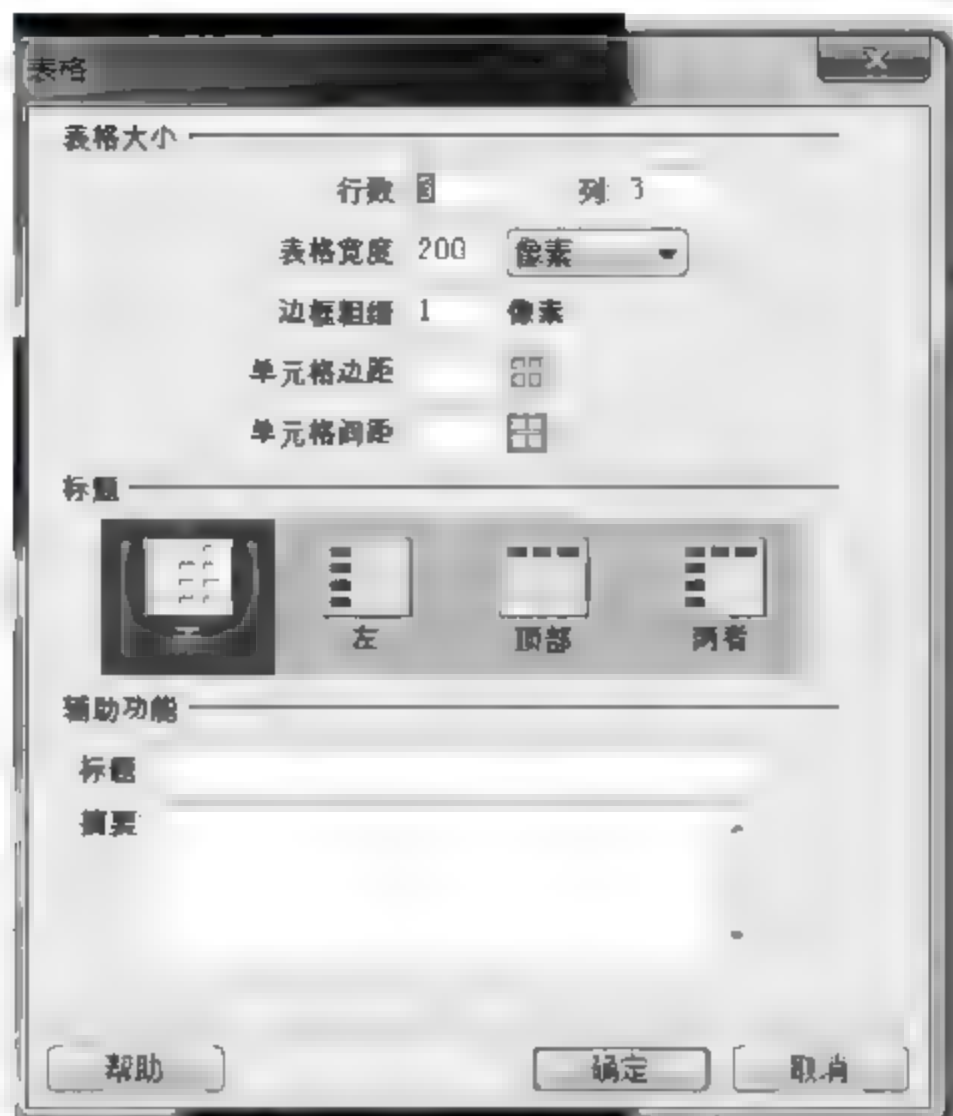 表格
表格大小
行数 3 列: 3
表格宽度 200 像素
边框粗细 1 像素
单元格边距
单元格间距
标题
左 顶部 两者
辅助功能
标题
摘要
帮助 确定 取消